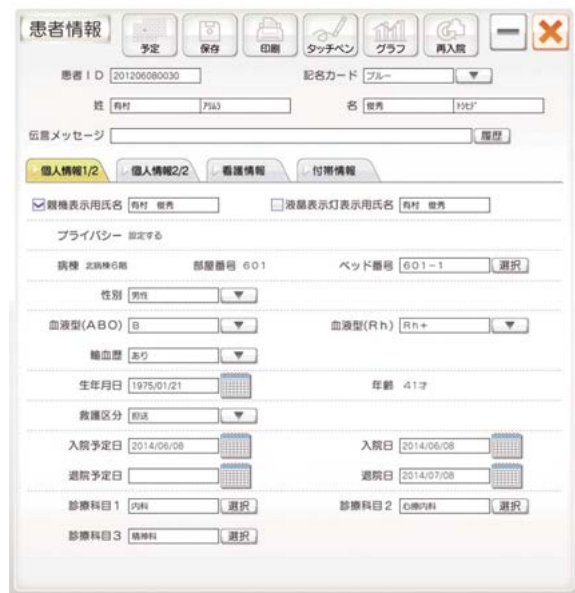 患者情報 予定 保存 印刷 タッチペン グラフ 再入院
患者ID 201206080030 記名カード ブルー
姓 有村 ｱﾘﾑﾗ 名 俊秀 ﾄｼﾋﾃﾞ
伝言メッセージ 履歴
個人情報1/2 個人情報2/2 看護情報 付帯情報
親機表示用氏名 有村 俊秀 液晶表示灯表示用氏名 有村 俊秀
プライバシー 設定する
病棟 北病棟6階 部屋番号 601 ベッド番号 601-1 選択
性別 男性
血液型(ABO) B 血液型(Rh) Rh+
輸血歴 あり
生年月日 1975/01/21 年齢 41才
救護区分 担送
入院予定日 2014/06/08 入院日 2014/06/08
退院予定日 退院日 2014/07/08
診療科目1 内科 選択 診療科目2 心療内科 選択
診療科目3 精神科 選択